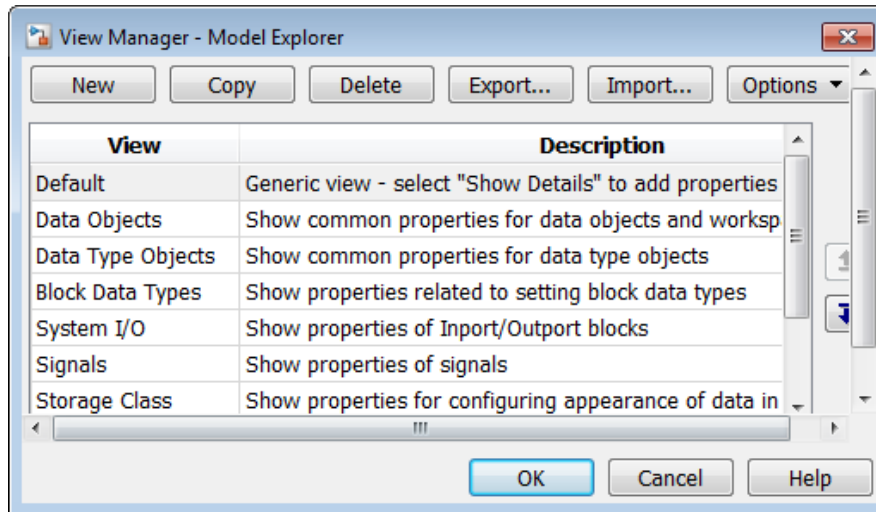 View Manager - Model Explorer
New Copy Delete Export... Import... Options
View Description
Default Generic view - select "Show Details" to add properties
Data Objects Show common properties for data objects and worksp
Data Type Objects Show common properties for data type objects
Block Data Types Show properties related to setting block data types
System I/O Show properties of Inport/Outport blocks
Signals Show properties of signals
Storage Class Show properties for configuring appearance of data in
OK Cancel Help